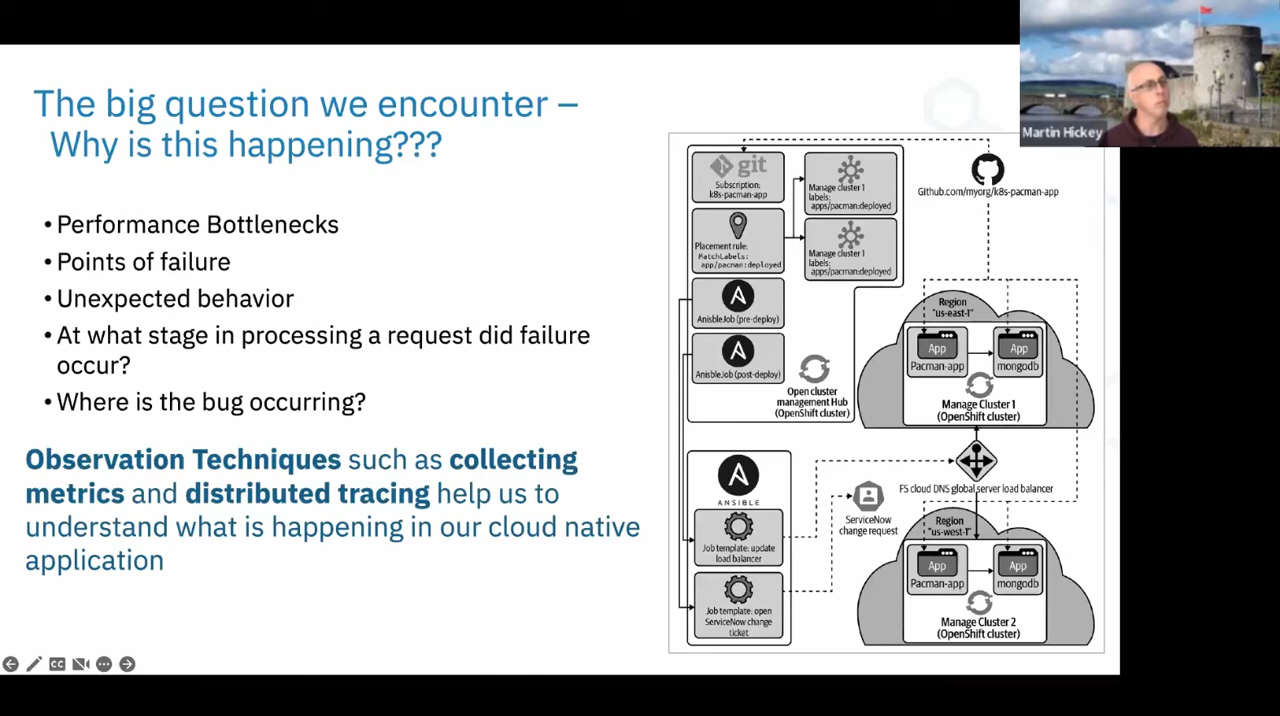 The big question we encounter –
Why is this happening???
• Performance Bottlenecks
• Points of failure
• Unexpected behavior
• At what stage in processing a request did failure
occur?
• Where is the bug occurring?
Observation Techniques such as collecting
metrics and distributed tracing help us to
understand what is happening in our cloud native
application
Martin Hickey
git
Subscription:
k8s-pacman-app
Manage cluster 1
labels:
apps/pacman:deployed
Placement rule:
MatchLabels:
app/pacman:deployed
Manage cluster 1
labels:
apps/pacman:deployed
AnisbleJob (pre-deploy)
AnisbleJob (post-deploy)
Open cluster
management Hub
(OpenShift cluster)
Github.com/myorg/k8s-pacman-app
Region
"us-east-1"
App
Pacman-app
App
mongodb
Manage Cluster 1
(OpenShift cluster)
FS cloud DNS global server load balancer
ANSIBLE
Job template: update
load balancer
Job template: open
ServiceNow change
ticket
ServiceNow
change request
Region
"us-west-1"
App
Pacman-app
App
mongodb
Manage Cluster 2
(OpenShift cluster)
CC